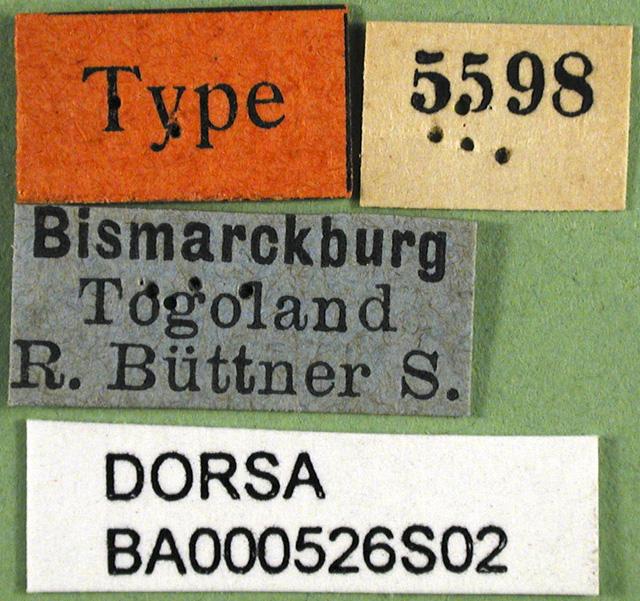 Type
5598
Bismarckburg
Togoland
R. Büttner S.
DORSA
BA000526S02